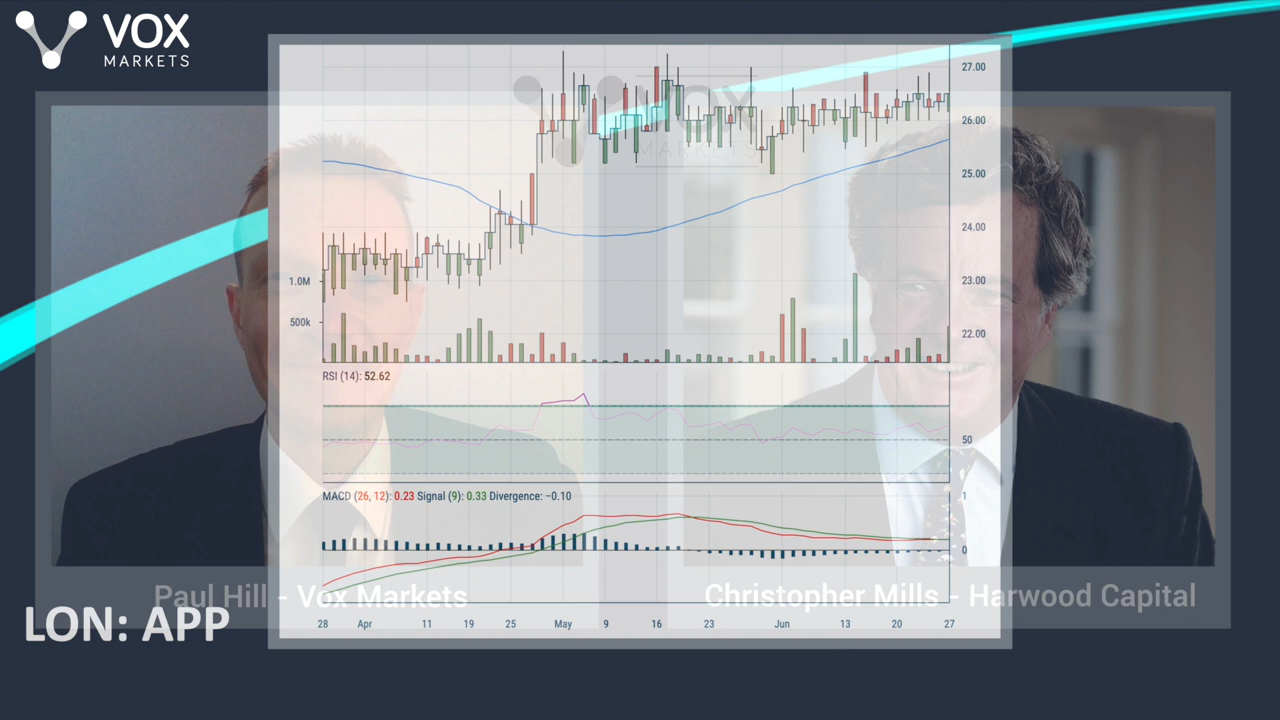 VOX
MARKETS
27.00
26.00
25.00
24.00
23.00
22.00
1.0M
500k
RSI (14): 52.62
50
MACD (26, 12): 0.23 Signal (9): 0.33 Divergence: −0.10
1
0
Paul Hill - Vox Markets
Christopher Mills - Harwood Capital
LON: APP
28 Apr 11 19 25 May 9 16 23 Jun 13 20 27
VOX
MARKETS